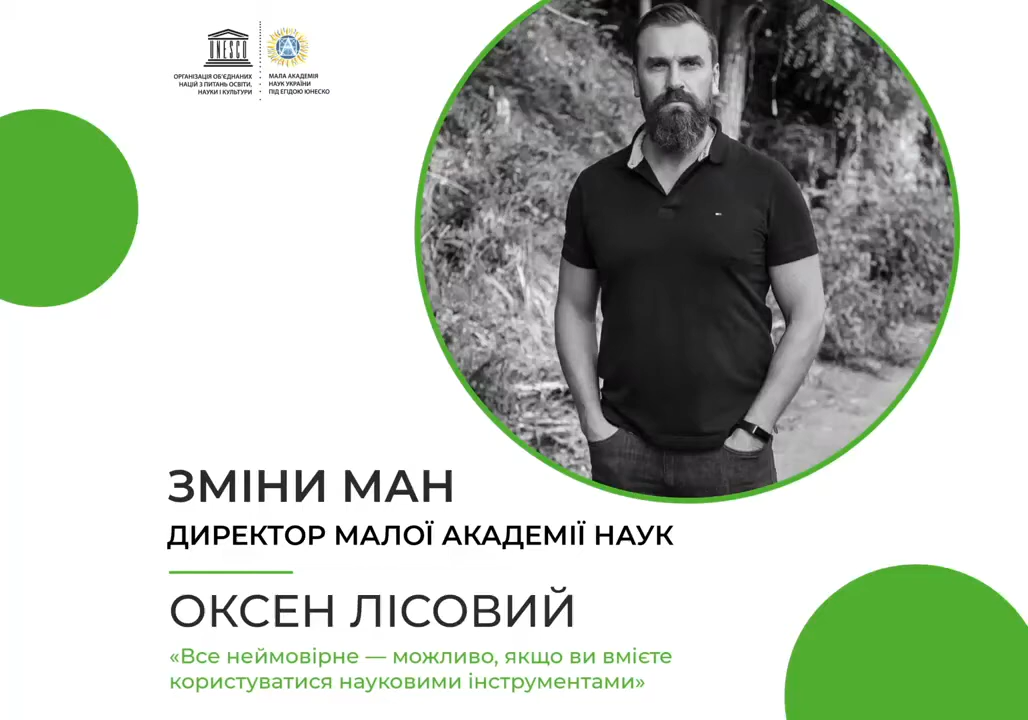 UNESCO
ОРГАНІЗАЦІЯ ОБ'ЄДНАНИХ
НАЦІЙ З ПИТАНЬ ОСВІТИ,
НАУКИ І КУЛЬТУРИ
МАЛА АКАДЕМІЯ
НАУК УКРАЇНИ
ПІД ЕГІДОЮ ЮНЕСКО
ЗМІНИ МАН
ДИРЕКТОР МАЛОЇ АКАДЕМІЇ НАУК
ОКСЕН ЛІСОВИЙ
«Все неймовірне — можливо, якщо ви вмієте
користуватися науковими інструментами»